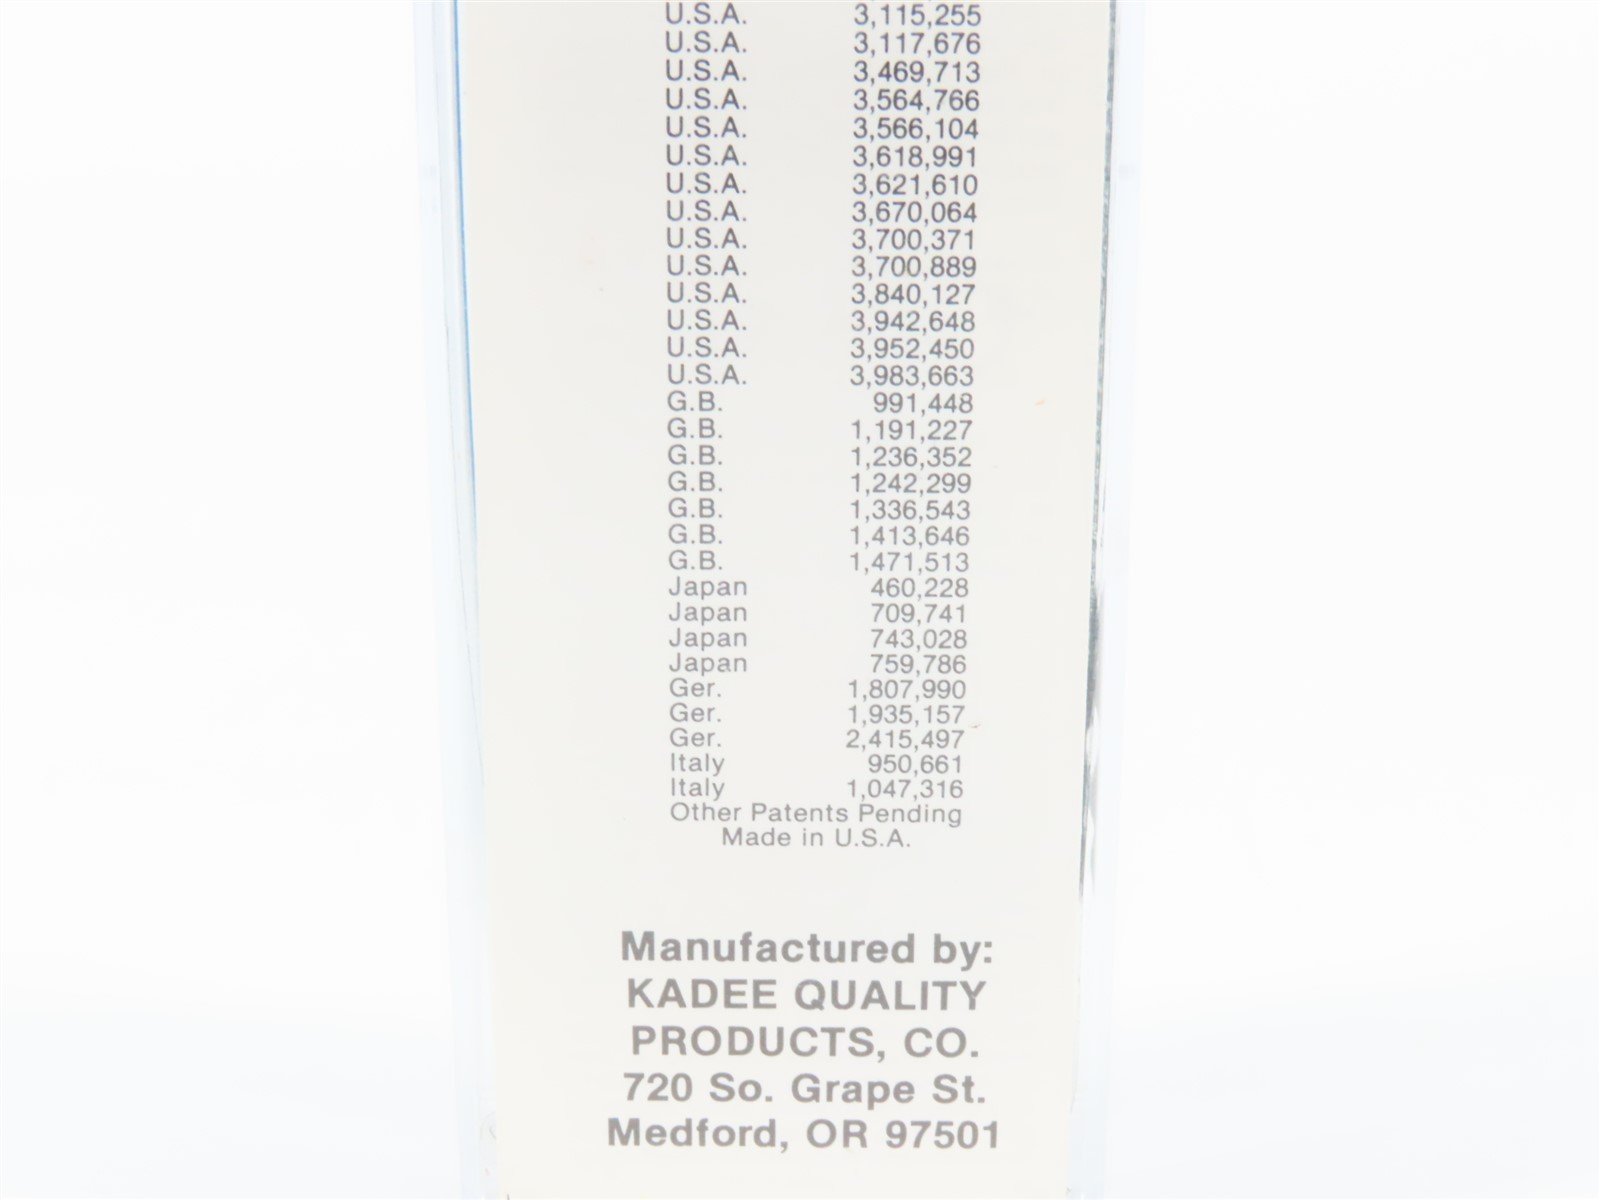 U.S.A. 3,115,255
U.S.A. 3,117,676
U.S.A. 3,469,713
U.S.A. 3,564,766
U.S.A. 3,566,104
U.S.A. 3,618,991
U.S.A. 3,621,610
U.S.A. 3,670,064
U.S.A. 3,700,371
U.S.A. 3,700,889
U.S.A. 3,840,127
U.S.A. 3,942,648
U.S.A. 3,952,450
U.S.A. 3,983,663
G.B. 991,448
G.B. 1,191,227
G.B. 1,236,352
G.B. 1,242,299
G.B. 1,336,543
G.B. 1,413,646
G.B. 1,471,513
Japan 460,228
Japan 709,741
Japan 743,028
Japan 759,786
Ger. 1,807,990
Ger. 1,935,157
Ger. 2,415,497
Italy 950,661
Italy 1,047,316
Other Patents Pending
Made in U.S.A.
Manufactured by:
KADEE QUALITY
PRODUCTS, CO.
720 So. Grape St.
Medford, OR 97501